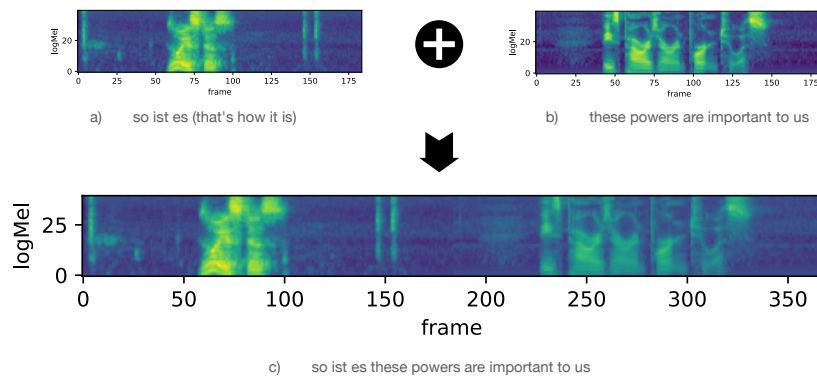 logMel
20
0
0 25 50 75 100 125 150 175
frame
logMel
20
0
0 25 50 75 100 125 150 175
frame
a) so ist es (that's how it is)
b) these powers are important to us
logMel
25
0
0 50 100 150 200 250 300 350
frame
c) so ist es these powers are important to us